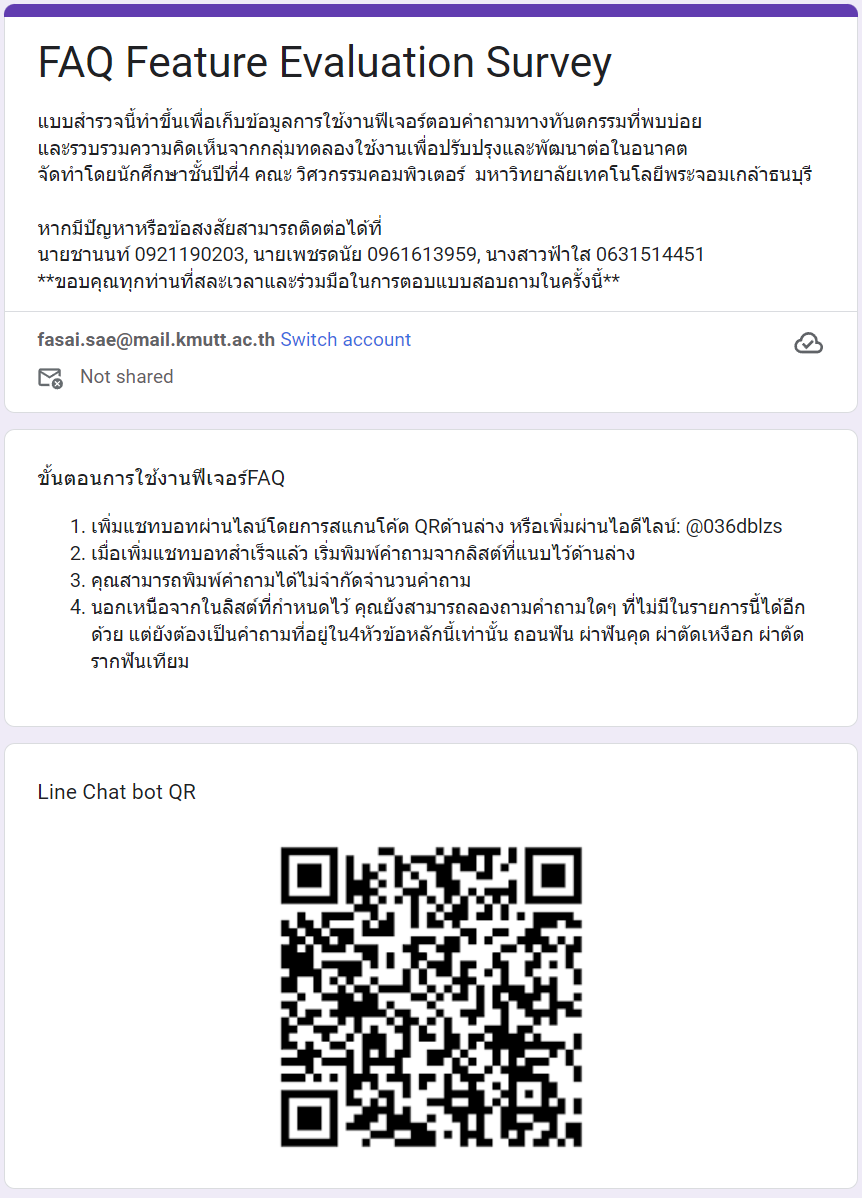 FAQ Feature Evaluation Survey
แบบสำรวจนี้ทำขึ้นเพื่อเก็บข้อมูลการใช้งานฟีเจอร์ตอบคำถามทางทันตกรรมที่พบบ่อย
และรวบรวมความคิดเห็นจากกลุ่มทดลองใช้งานเพื่อปรับปรุงและพัฒนาต่อในอนาคต
จัดทำโดยนักศึกษาชั้นปีที่4 คณะ วิศวกรรมคอมพิวเตอร์ มหาวิทยาลัยเทคโนโลยีพระจอมเกล้าธนบุรี
หากมีปัญหาหรือข้อสงสัยสามารถติดต่อได้ที่
นายชานนท์ 0921190203, นายเพชรดนัย 0961613959, นางสาวฟ้าใส 0631514451
**ขอบคุณทุกท่านที่สละเวลาและร่วมมือในการตอบแบบสอบถามในครั้งนี้**
fasai.sae@mail.kmutt.ac.th Switch account
Not shared
ขั้นตอนการใช้งานฟีเจอร์FAQ
1. เพิ่มแชทบอทผ่านไลน์โดยการสแกนโค้ด QRด้านล่าง หรือเพิ่มผ่านไอดีไลน์: @036dblzs
2. เมื่อเพิ่มแชทบอทสำเร็จแล้ว เริ่มพิมพ์คำถามจากลิสต์ที่แนบไว้ด้านล่าง
3. คุณสามารถพิมพ์คำถามได้ไม่จำกัดจำนวนคำถาม
4. นอกเหนือจากในลิสต์ที่กำหนดไว้ คุณยังสามารถลองถามคำถามใดๆ ที่ไม่มีในรายการนี้ได้อีก
ด้วย แต่ยังต้องเป็นคำถามที่อยู่ใน4หัวข้อหลักนี้เท่านั้น ถอนฟัน ผ่าฟันคุด ผ่าตัดเหงือก ผ่าตัด
รากฟันเทียม
Line Chat bot QR